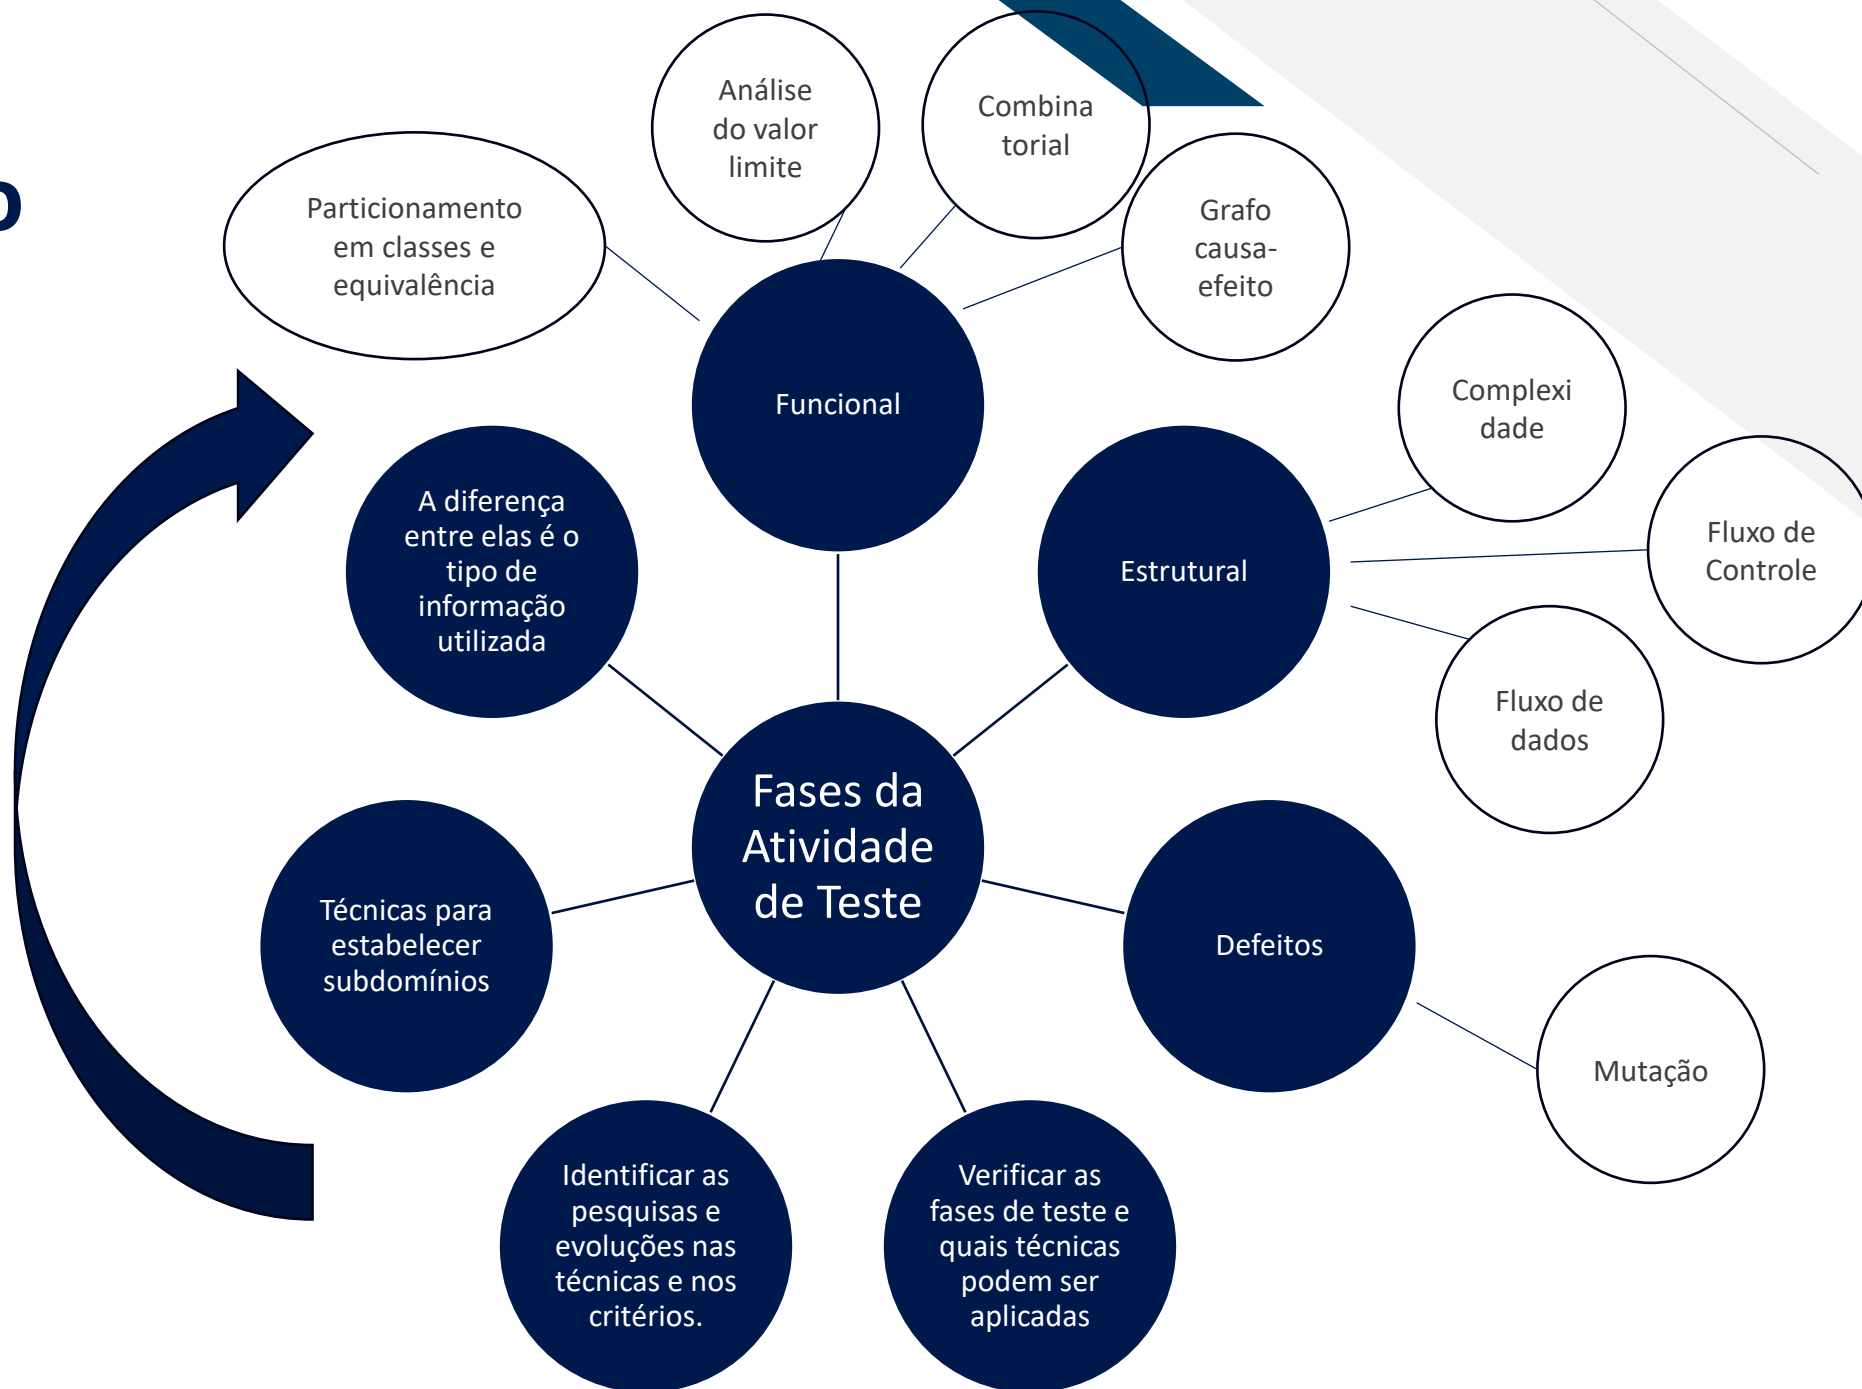 o
Análise
do valor
limite
Combina
torial
Particionamento
em classes e
equivalência
Grafo
causa-
efeito
Funcional
Complexi
dade
Fluxo de
Controle
Estrutural
Fluxo de
dados
A diferença
entre elas é o
tipo de
informação
utilizada
Fases da
Atividade
de Teste
Técnicas para
estabelecer
subdomínios
Defeitos
Mutação
Identificar as
pesquisas e
evoluções nas
técnicas e nos
critérios.
Verificar as
fases de teste e
quais técnicas
podem ser
aplicadas